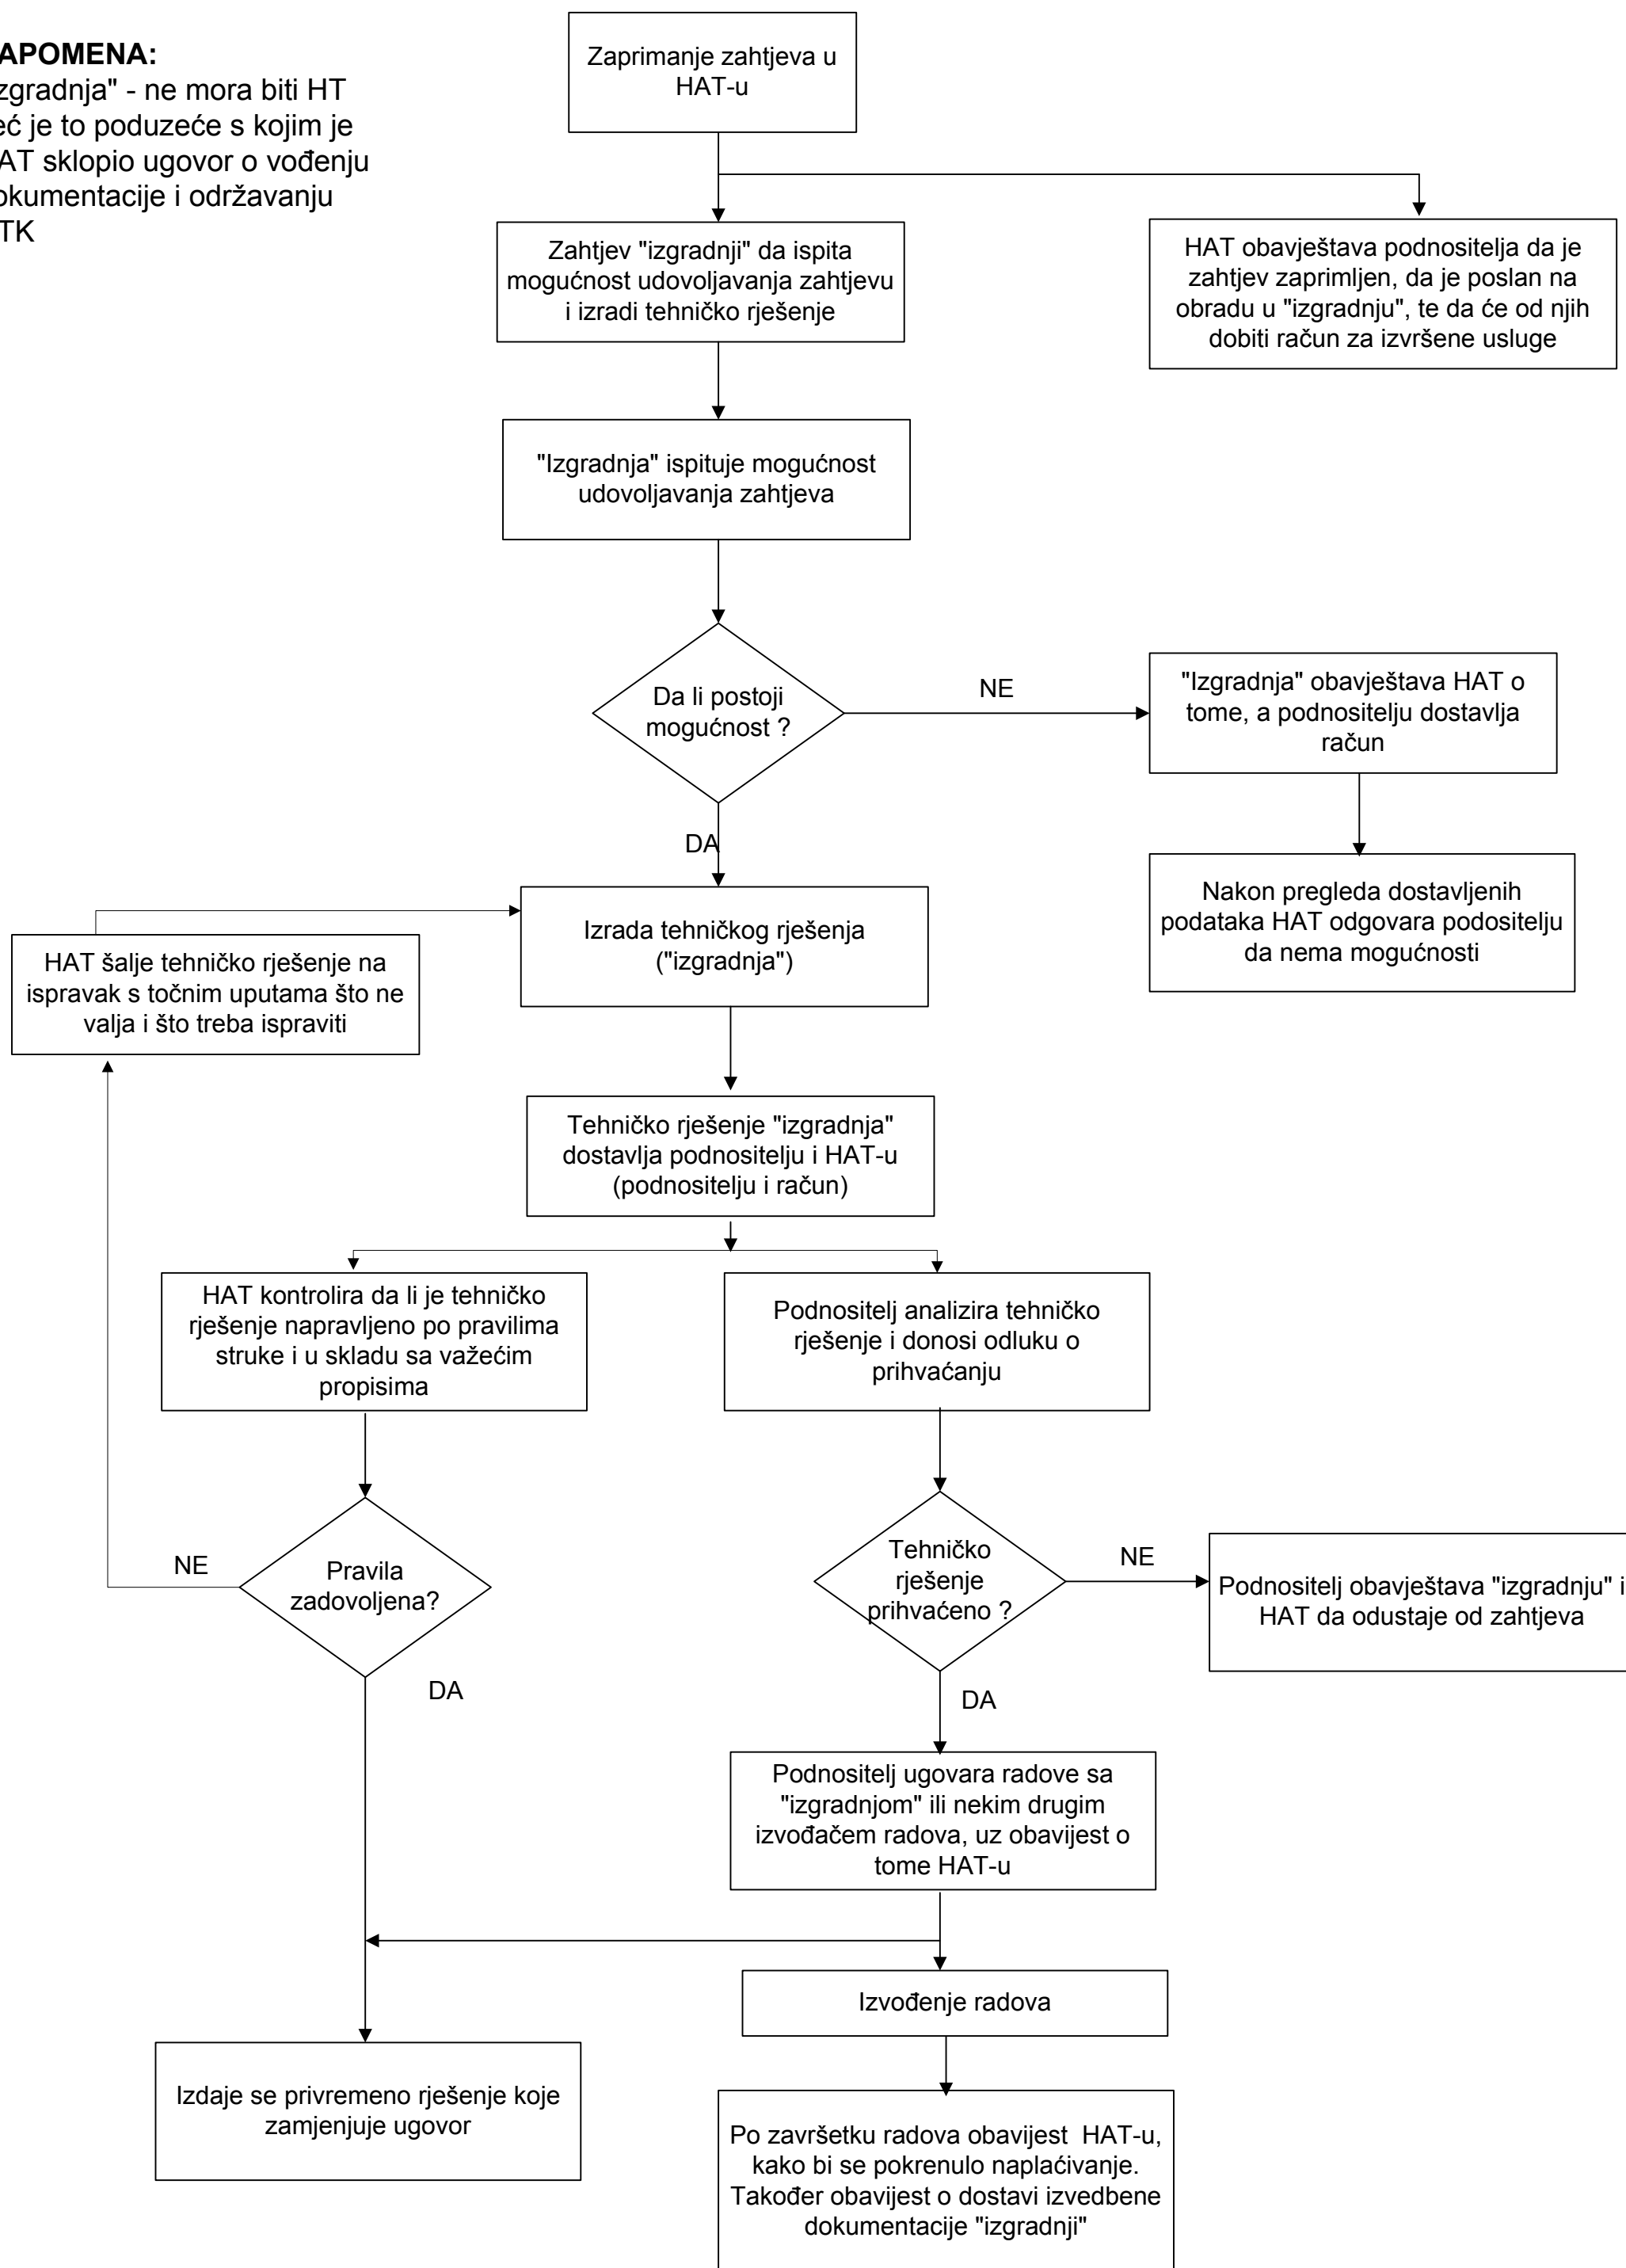 APOMENA:
zgradnja" - ne mora biti HT
eć je to poduzeće s kojim je
AT sklopio ugovor o vođenju
okumentacije i održavanju
TK
Zaprimanje zahtjeva u
HAT-u
Zahtjev "izgradnji" da ispita
mogućnost udovoljavanja zahtjevu
i izradi tehničko rješenje
HAT obavještava podnositelja da je
zahtjev zaprimljen, da je poslan na
obradu u "izgradnju", te da će od njih
dobiti račun za izvršene usluge
"Izgradnja" ispituje mogućnost
udovoljavanja zahtjeva
Da li postoji
mogućnost ?
NE
"Izgradnja" obavještava HAT o
tome, a podnositelju dostavlja
račun
DA
Nakon pregleda dostavljenih
podataka HAT odgovara podositelju
da nema mogućnosti
Izrada tehničkog rješenja
("izgradnja")
HAT šalje tehničko rješenje na
ispravak s točnim uputama što ne
valja i što treba ispraviti
Tehničko rješenje "izgradnja"
dostavlja podnositelju i HAT-u
(podnositelju i račun)
HAT kontrolira da li je tehničko
rješenje napravljeno po pravilima
struke i u skladu sa važećim
propisima
Podnositelj analizira tehničko
rješenje i donosi odluku o
prihvaćanju
NE
Pravila
zadovoljena?
DA
Tehničko
rješenje
prihvaćeno ?
NE
Podnositelj obavještava "izgradnju" i
HAT da odustaje od zahtjeva
DA
Podnositelj ugovara radove sa
"izgradnjom" ili nekim drugim
izvođačem radova, uz obavijest o
tome HAT-u
Izvođenje radova
Izdaje se privremeno rješenje koje
zamjenjuje ugovor
Po završetku radova obavijest  HAT-u,
kako bi se pokrenulo naplaćivanje.
Također obavijest o dostavi izvedbene
dokumentacije "izgradnji"